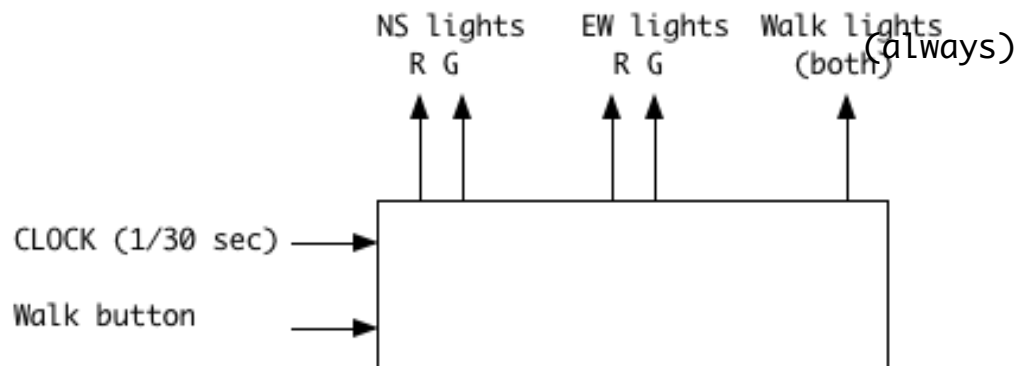 NS lights EW lights Walk lights
(always)
R G R G (both)
CLOCK (1/30 sec)
Walk button